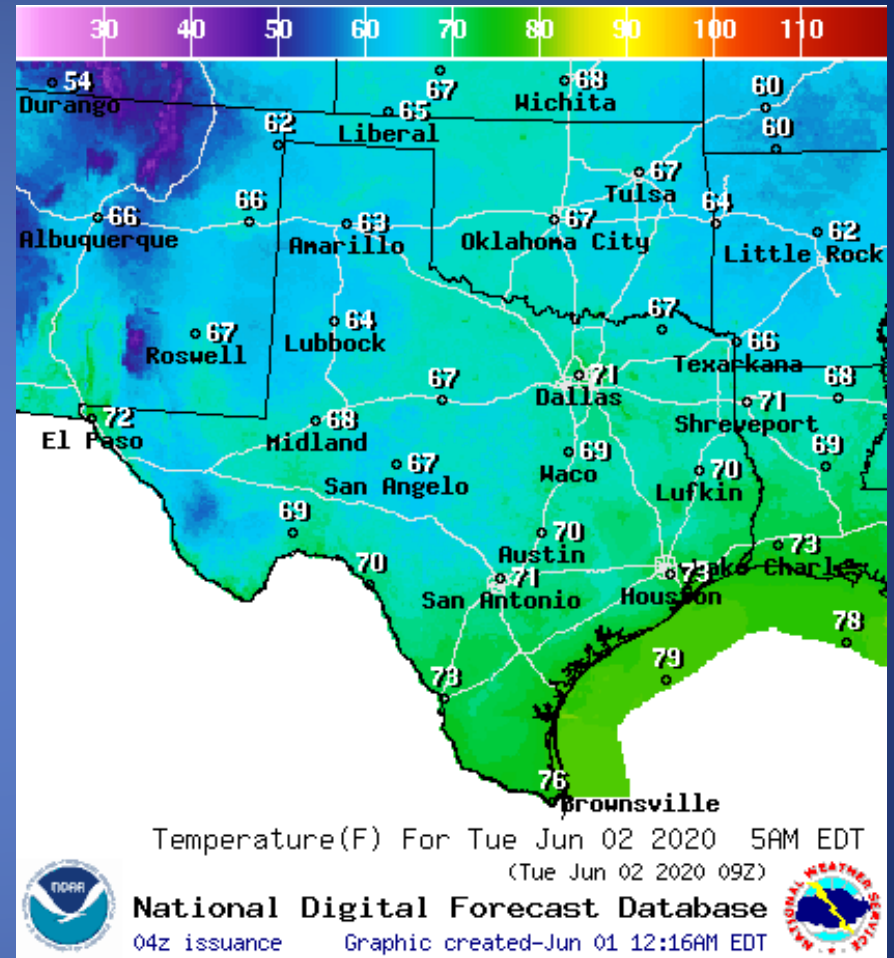 30 40 50 60 70 80 90 100 110
54
Durango
67
68
Wichita
65
Liberal
60
62
60
67
Tulsa
66
Albuquerque
66
63
Amarillo
67
Oklahoma City
64
62
Little Rock
67
Roswell
64
Lubbock
67
66
Texarkana
71
Dallas
72
El Paso
68
Midland
67
71
Shreveport
68
67
San Angelo
69
Waco
70
Lufkin
69
69
70
Austin
73
Lake Charles
70
71
San Antonio
73
Houston
78
79
73
76
Brownsville
Temperature(F) For Tue Jun 02 2020 5AM EDT
(Tue Jun 02 2020 09Z)
NOAA
National Digital Forecast Database
04z issuance Graphic created-Jun 01 12:16AM EDT
NATIONAL WEATHER SERVICE